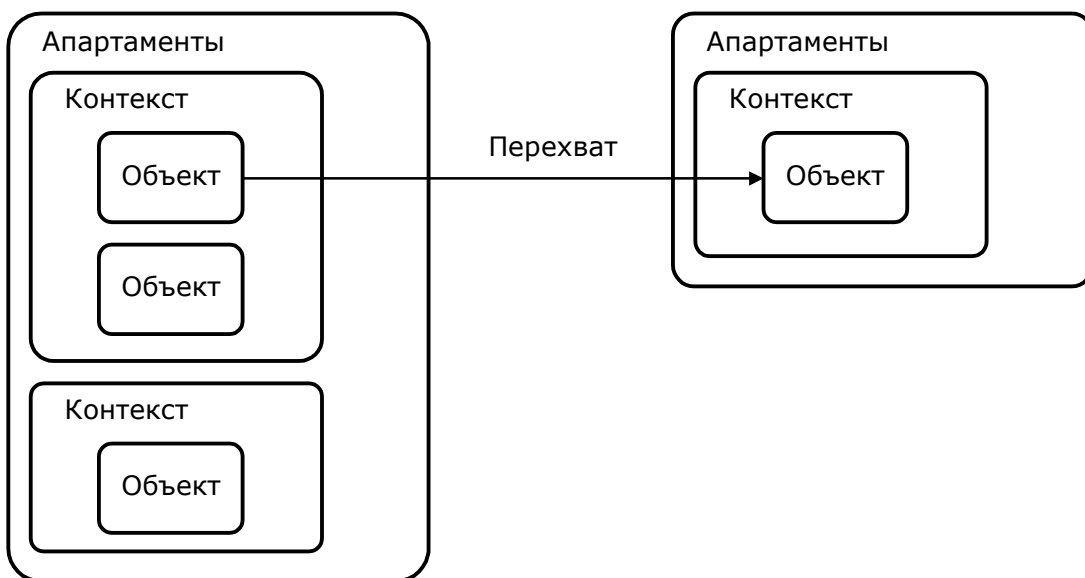 Апартаменты
Контекст
Объект
Объект
Контекст
Объект
Перехват
Апартаменты
Контекст
Объект